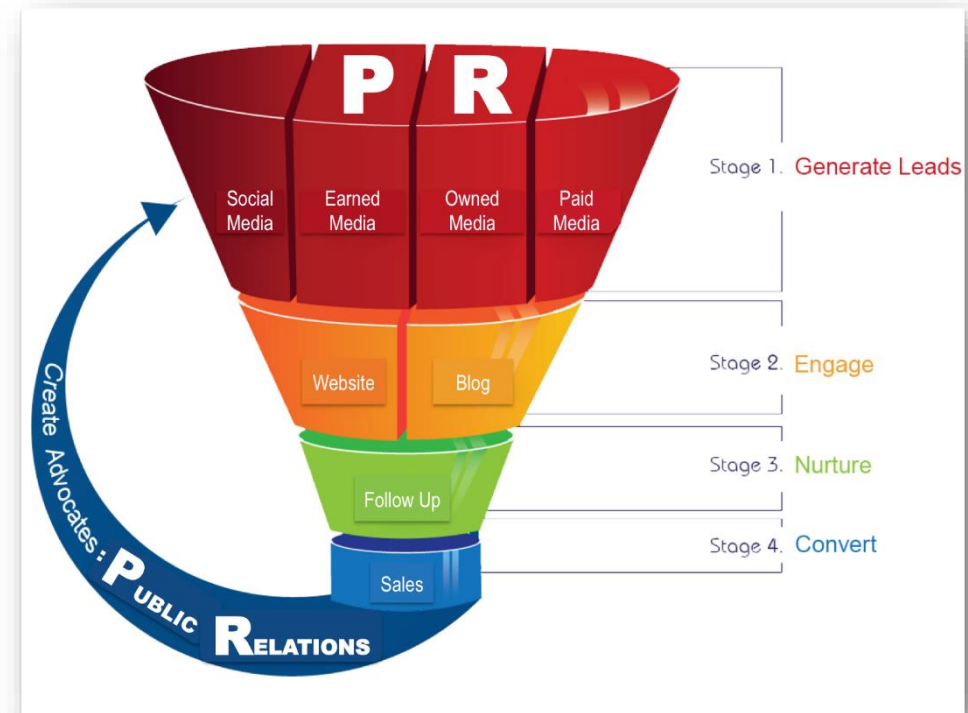 P R
Social
Media
Earned
Media
Owned
Media
Paid
Media
Stage 1. Generate Leads
Website
Blog
Stage 2. Engage
Follow Up
Stage 3. Nurture
Sales
Stage 4. Convert
Create Advocates: PUBLIC RELATIONS